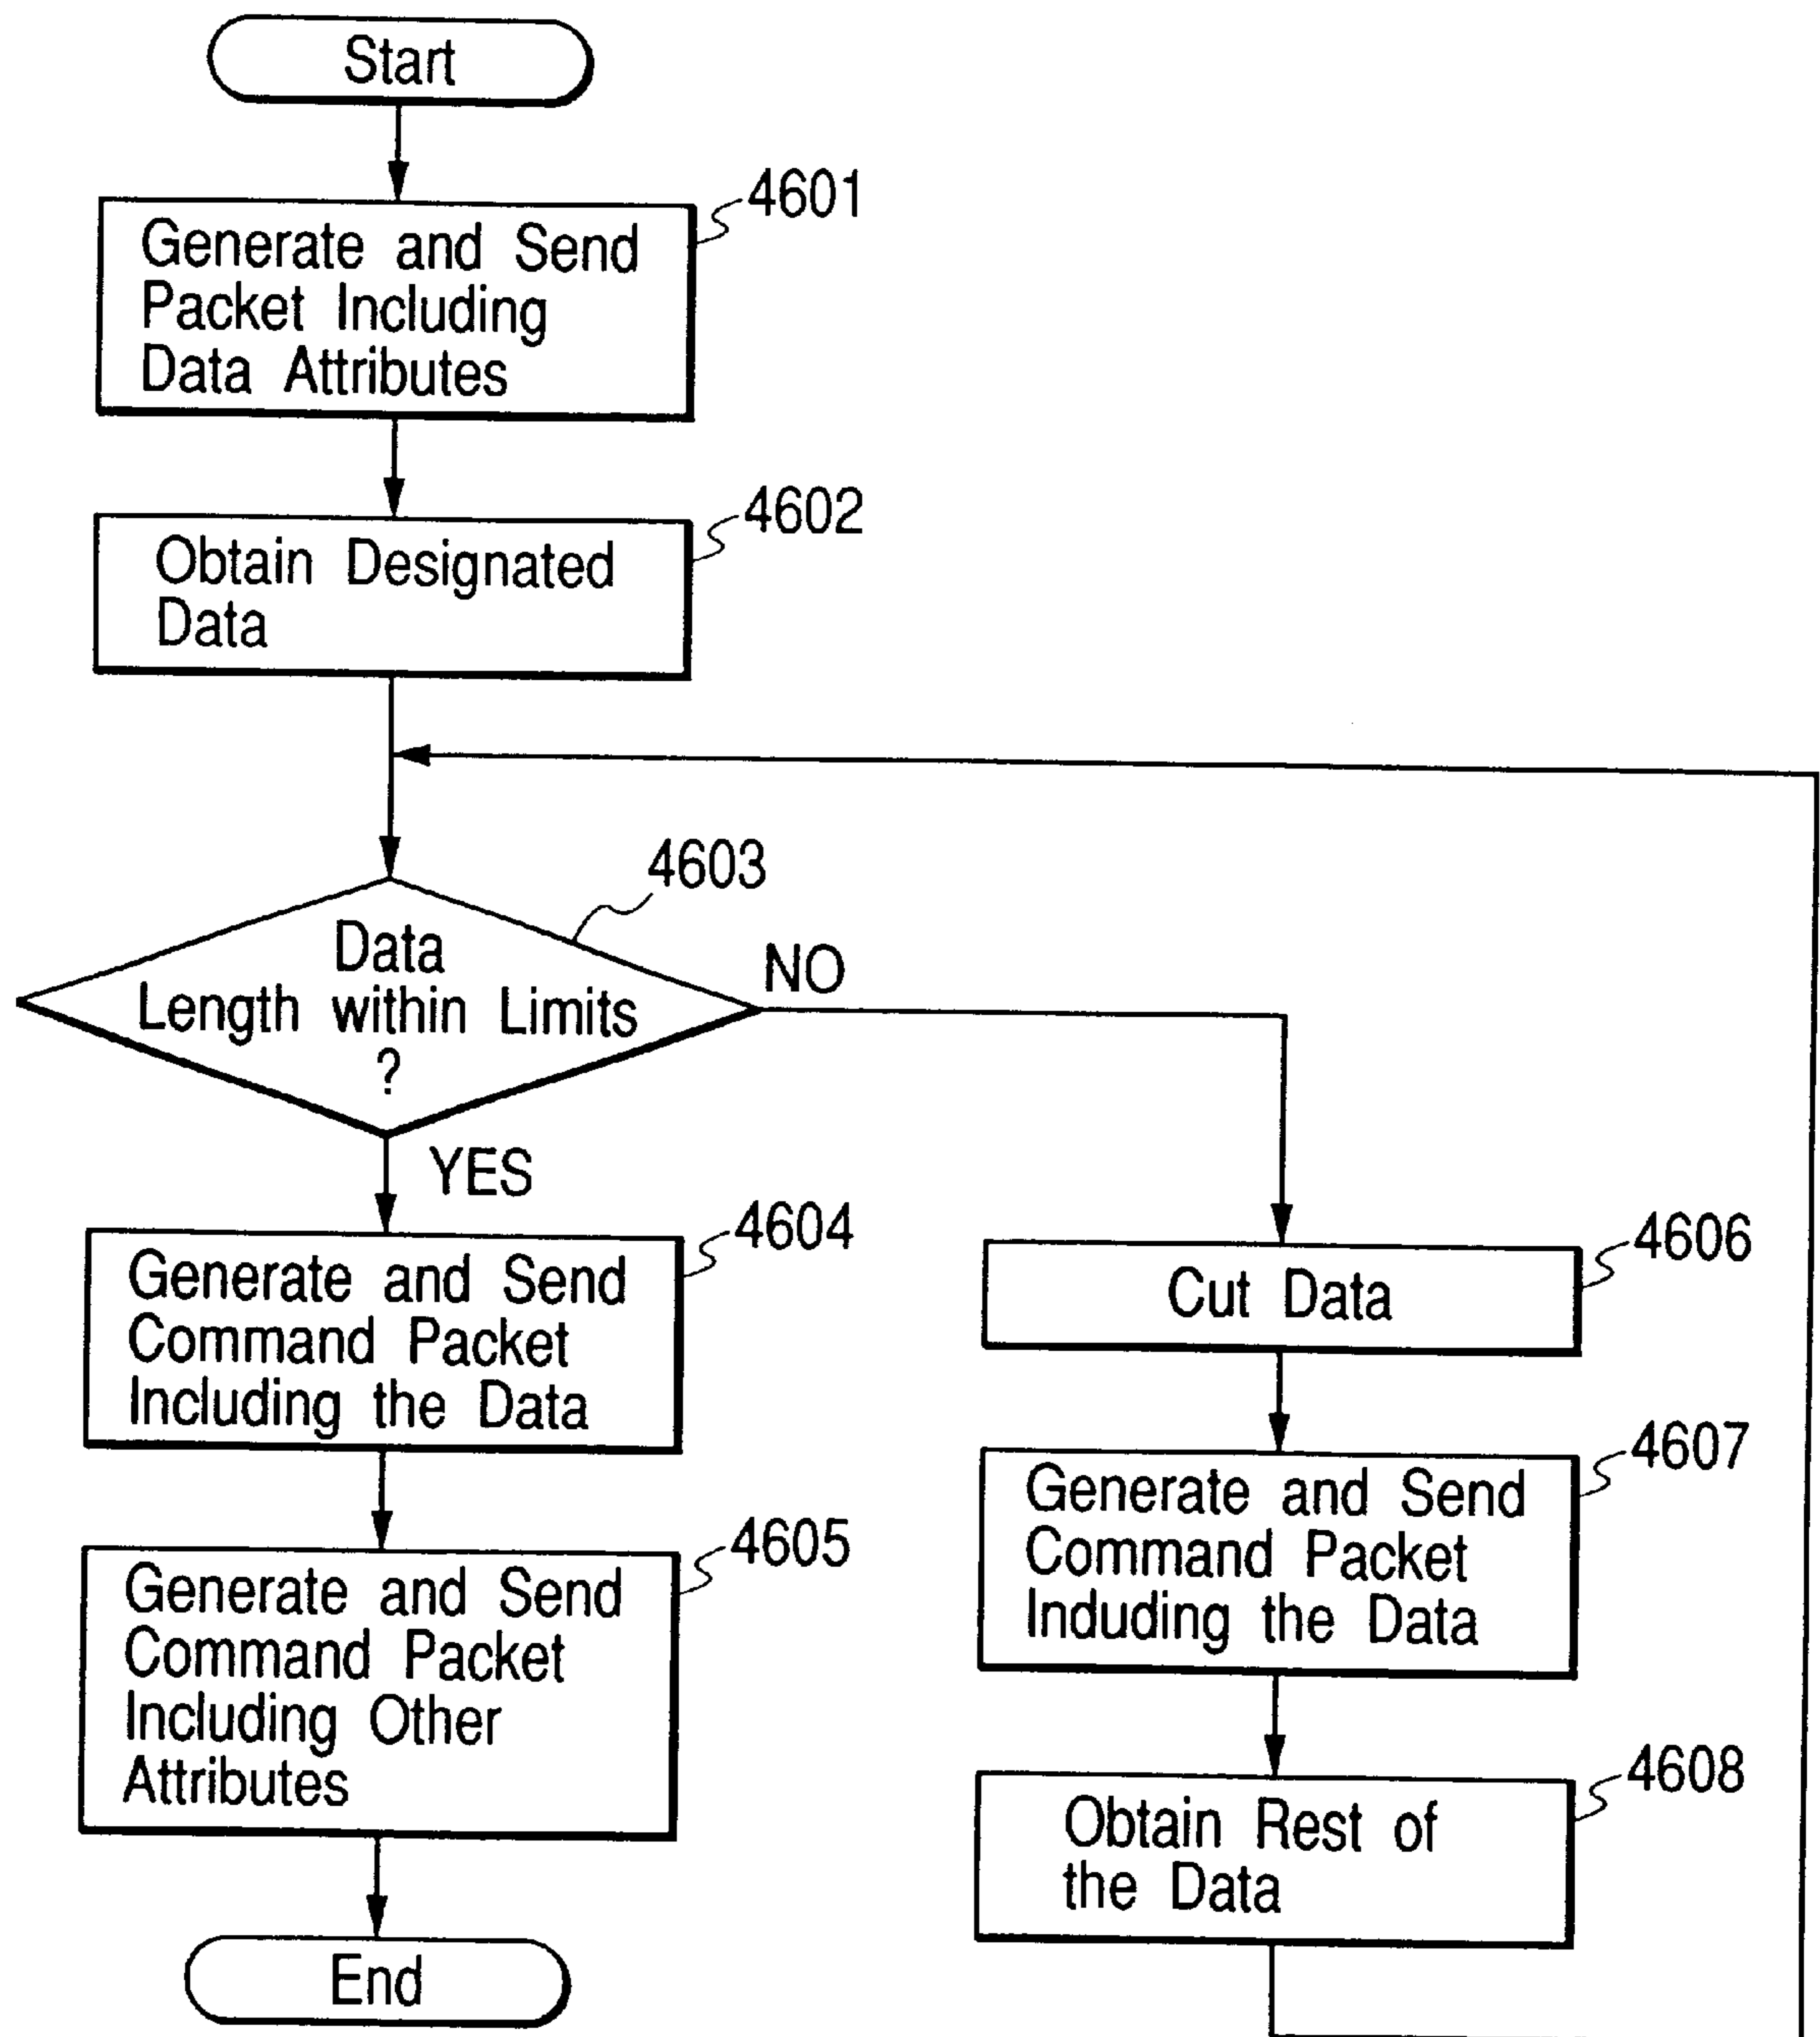 Start
4601
Generate and Send
Packet Including
Data Attributes
4602
Obtain Designated
Data
4603
Data
Length within Limits
?
NO
YES
4604
Generate and Send
Command Packet
Including the Data
4605
Generate and Send
Command Packet
Including Other
Attributes
End
4606
Cut Data
4607
Generate and Send
Command Packet
Induding the Data
4608
Obtain Rest of
the Data